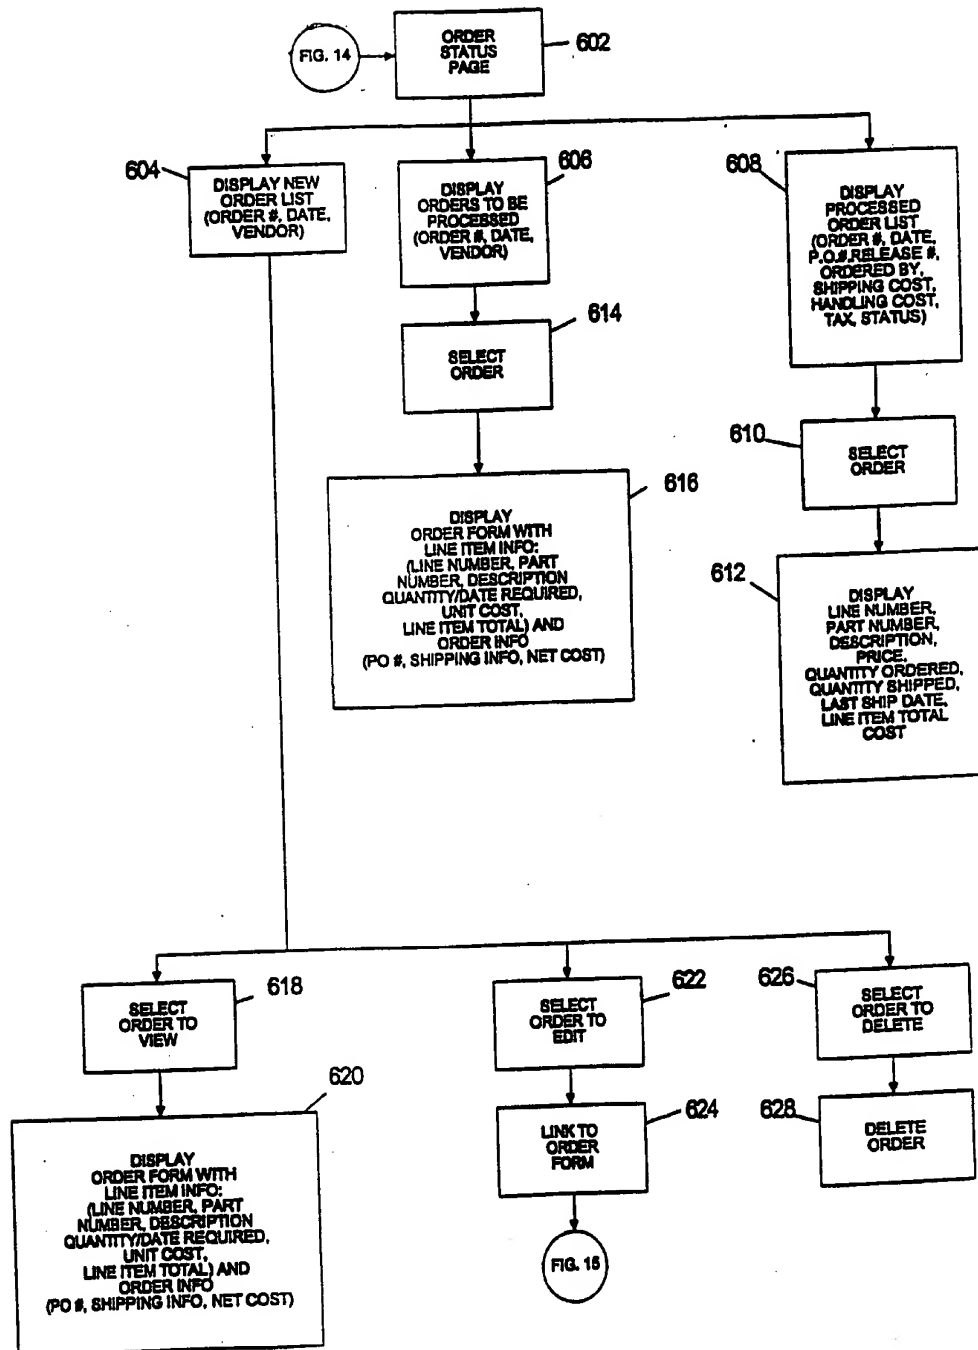 FIG. 14
ORDER
STATUS
PAGE
602
604
DISPLAY NEW
ORDER LIST
(ORDER #, DATE,
VENDOR)
606
DISPLAY
ORDERS TO BE
PROCESSED
(ORDER #, DATE,
VENDOR)
608
DISPLAY
PROCESSED
ORDER LIST
(ORDER #, DATE,
P.O.#,RELEASE #,
ORDERED BY,
SHIPPING COST,
HANDLING COST,
TAX, STATUS)
614
SELECT
ORDER
610
SELECT
ORDER
616
DISPLAY
ORDER FORM WITH
LINE ITEM INFO:
(LINE NUMBER, PART
NUMBER, DESCRIPTION
QUANTITY/DATE REQUIRED,
UNIT COST,
LINE ITEM TOTAL) AND
ORDER INFO
(PO #, SHIPPING INFO, NET COST)
612
DISPLAY
LINE NUMBER,
PART NUMBER,
DESCRIPTION,
PRICE,
QUANTITY ORDERED,
QUANTITY SHIPPED,
LAST SHIP DATE,
LINE ITEM TOTAL
COST
618
SELECT
ORDER TO
VIEW
622
SELECT
ORDER TO
EDIT
626
SELECT
ORDER TO
DELETE
620
DISPLAY
ORDER FORM WITH
LINE ITEM INFO:
(LINE NUMBER, PART
NUMBER, DESCRIPTION
QUANTITY/DATE REQUIRED,
UNIT COST,
LINE ITEM TOTAL) AND
ORDER INFO
(PO #, SHIPPING INFO, NET COST)
624
LINK TO
ORDER
FORM
628
DELETE
ORDER
FIG. 15